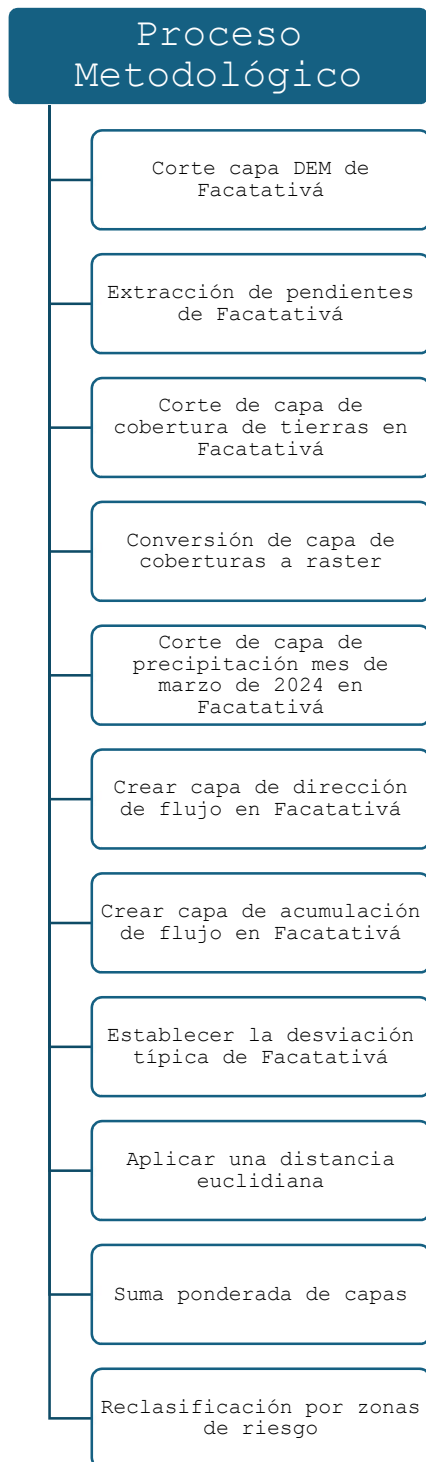 Proceso
Metodológico
Corte capa DEM de
Facatativá
Extracción de pendientes
de Facatativá
Corte de capa de
cobertura de tierras en
Facatativá
Conversión de capa de
coberturas a raster
Corte de capa de
precipitación mes de
marzo de 2024 en
Facatativá
Crear capa de dirección
de flujo en Facatativá
Crear capa de acumulación
de flujo en Facatativá
Establecer la desviación
típica de Facatativá
Aplicar una distancia
euclidiana
Suma ponderada de capas
Reclasificación por zonas
de riesgo